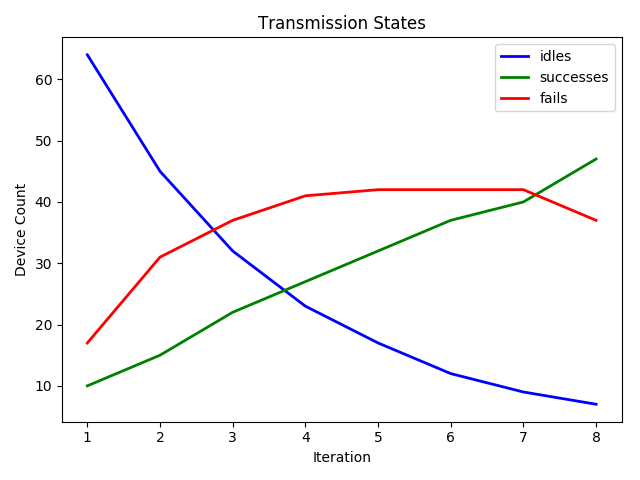 Transmission States
idles
successes
fails
Device Count
60
50
40
30
20
10
1 2 3 4 5 6 7 8
Iteration